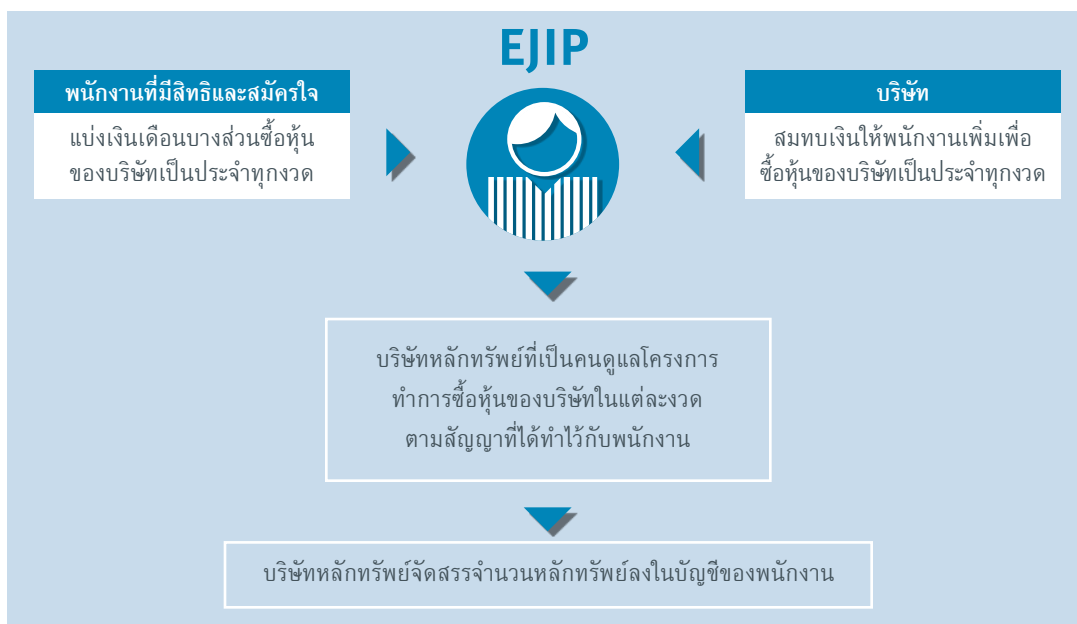 EJIP
พนักงานที่มีสิทธิและสมัครใจ
แบ่งเงินเดือนบางส่วนซื้อหุ้น
ของบริษัทเป็นประจำทุกงวด
บริษัท
สมทบเงินให้พนักงานเพิ่มเพื่อ
ซื้อหุ้นของบริษัทเป็นประจำทุกงวด
บริษัทหลักทรัพย์ที่เป็นคนดูแลโครงการ
ทำการซื้อหุ้นของบริษัทในแต่ละงวด
ตามสัญญาที่ได้ทำไว้กับพนักงาน
บริษัทหลักทรัพย์จัดสรรจำนวนหลักทรัพย์ลงในบัญชีของพนักงาน